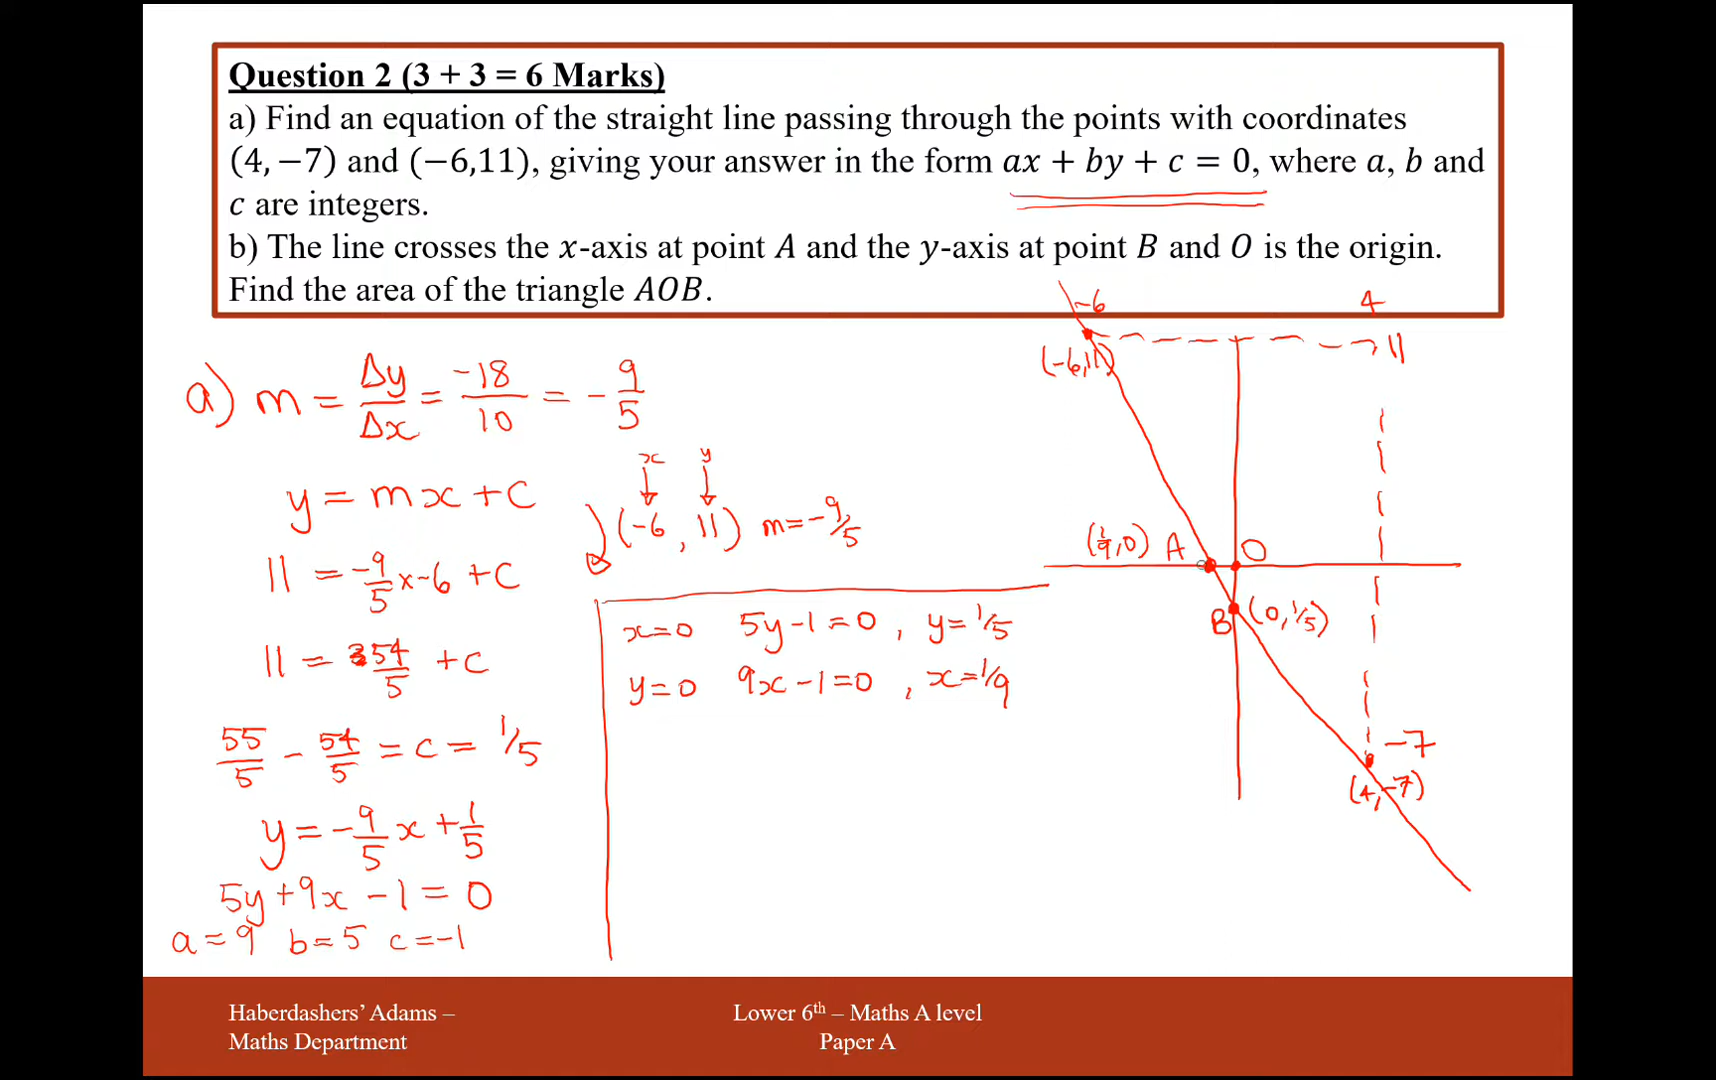 Question 2 (3 + 3 = 6 Marks)
a) Find an equation of the straight line passing through the points with coordinates
(4, −7) and (−6,11), giving your answer in the form ax + by + c = 0, where a, b and
c are integers.
b) The line crosses the x-axis at point A and the y-axis at point B and O is the origin.
Find the area of the triangle AOB.
a) m = Δy/Δx = -18/10 = -9/5
y = mx + c
x y
(-6, 11) m = -9/5
11 = -9/5 x -6 + c
11 = 54/5 + c
55/5 - 54/5 = c = 1/5
y = -9/5 x + 1/5
5y + 9x - 1 = 0
a = 9 b = 5 c = -1
x = 0 5y - 1 = 0, y = 1/5
y = 0 9x - 1 = 0, x = 1/9
-6 4
(-6,11) 11
(1/9, 0) A O
B (0, 1/5)
-7
(4, -7)
Haberdashers' Adams –
Maths Department
Lower 6th – Maths A level
Paper A